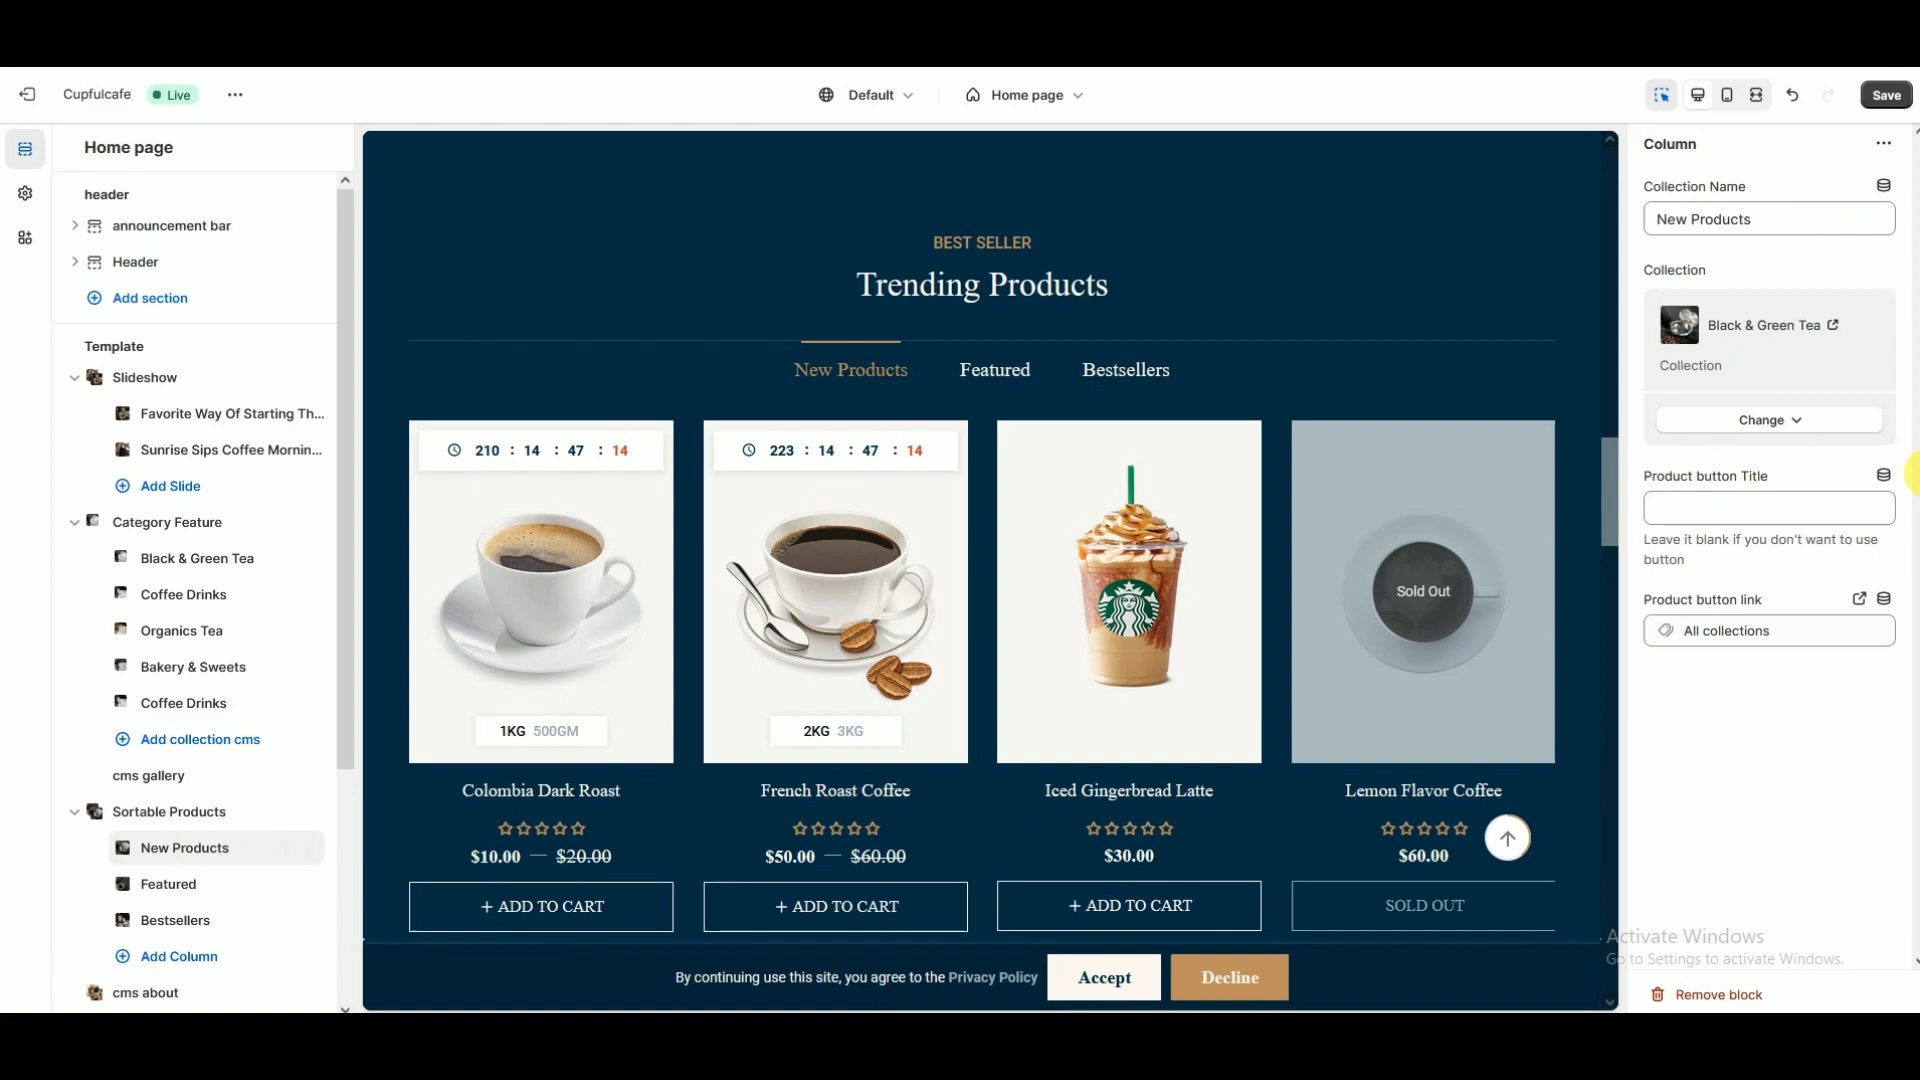 Cupfulcafe
Live
Default
Home page
Save
Home page
header
announcement bar
Header
Add section
Template
Slideshow
Favorite Way Of Starting Th...
Sunrise Sips Coffee Mornin...
Add Slide
Category Feature
Black & Green Tea
Coffee Drinks
Organics Tea
Bakery & Sweets
Coffee Drinks
Add collection cms
cms gallery
Sortable Products
New Products
Featured
Bestsellers
Add Column
cms about
BEST SELLER
Trending Products
New Products Featured Bestsellers
210 : 14 : 47 : 14
223 : 14 : 47 : 14
Sold Out
1KG 500GM
2KG 3KG
Colombia Dark Roast
French Roast Coffee
Iced Gingerbread Latte
Lemon Flavor Coffee
$10.00 — $20.00
$50.00 — $60.00
$30.00
$60.00
+ ADD TO CART
+ ADD TO CART
+ ADD TO CART
SOLD OUT
By continuing use this site, you agree to the Privacy Policy
Accept
Decline
Column
Collection Name
New Products
Collection
Black & Green Tea
Collection
Change
Product button Title
Leave it blank if you don't want to use
button
Product button link
All collections
Activate Windows
Go to Settings to activate Windows.
Remove block